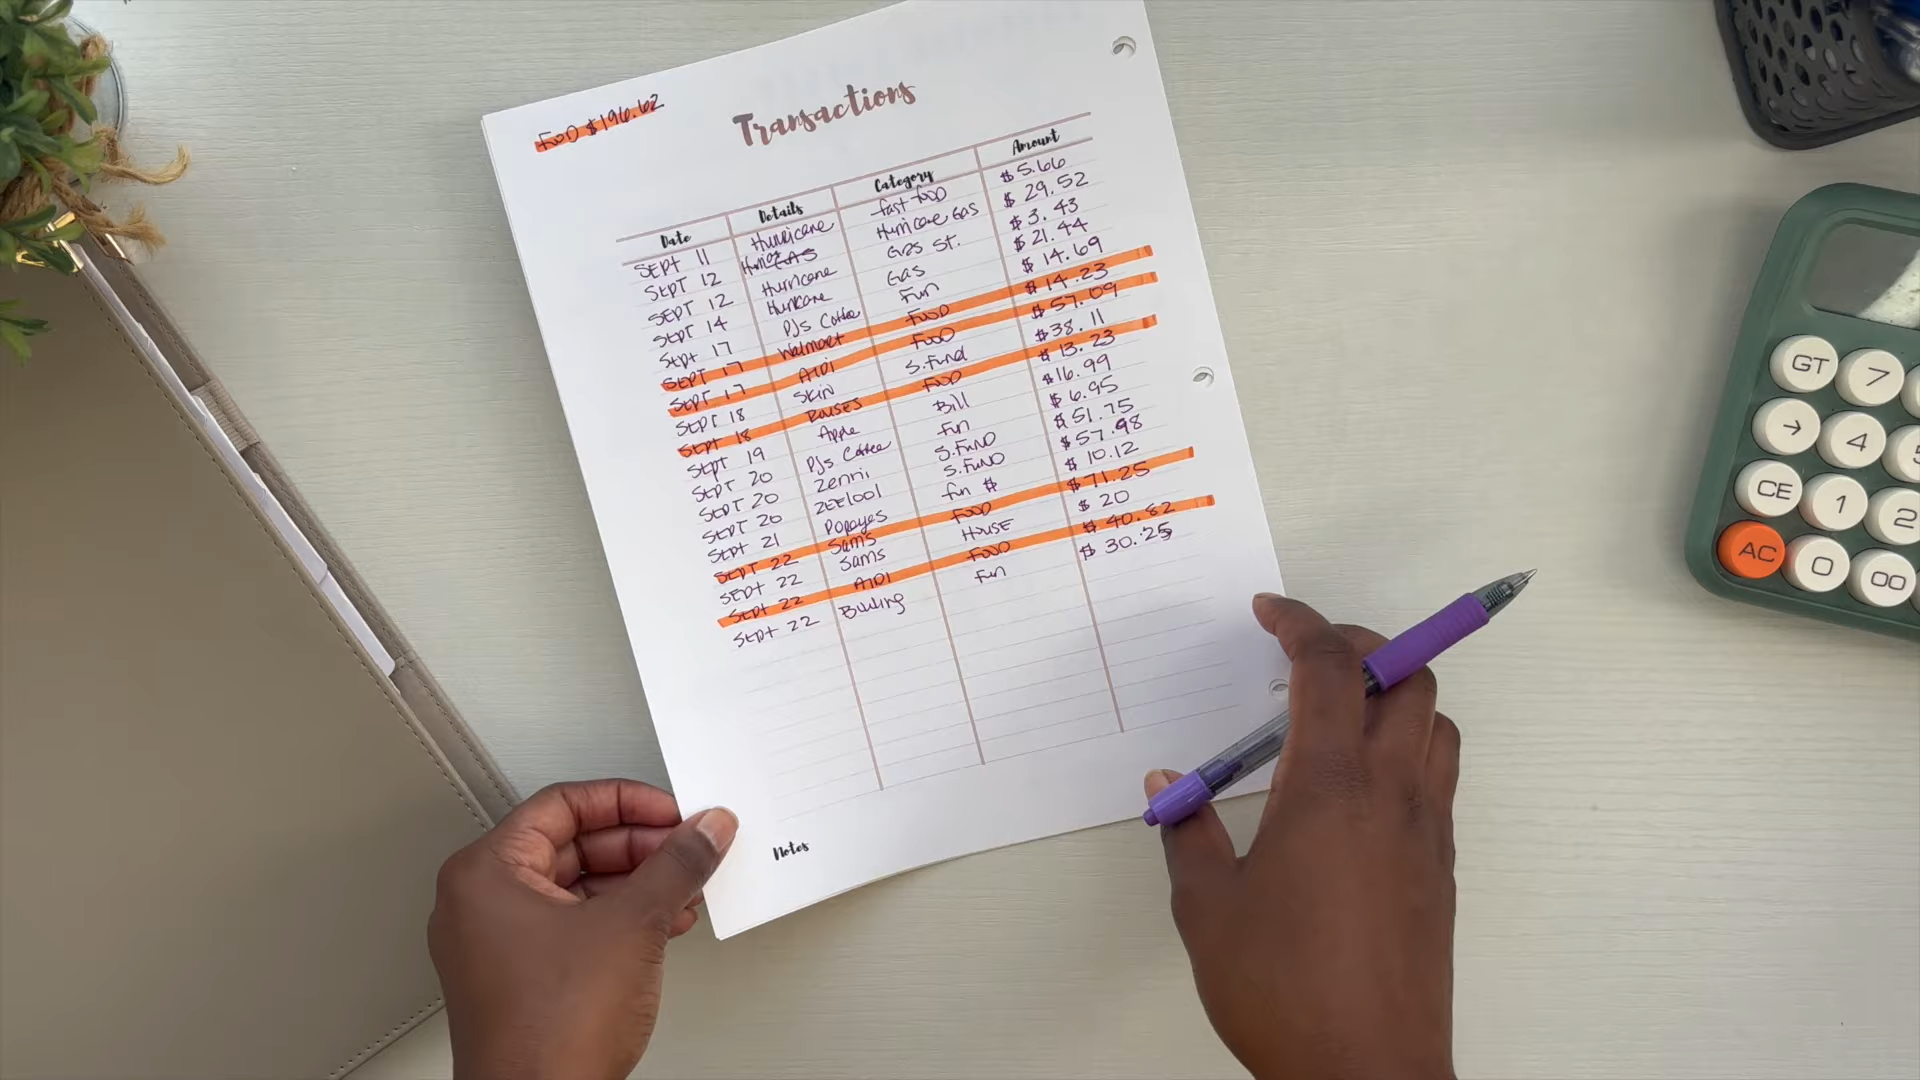 FOOD $196.62
Transactions
Date Details Category Amount
SEPT 11 Hurricane fast food $5.66
SEPT 12 GAS Hurricane Gas $29.52
SEPT 12 Hurricane Gas St. $3.43
SEPT 14 Hurricane Gas $21.44
Sept 17 PJs Coffee Fun $14.69
SEPT 17 Walmart FOOD $14.23
SEPT 17 AlDi FOOD $57.09
SEPT 18 Skin S.Fund $38.11
SEPT 18 ROUSES FOOD $13.23
SEPT 19 Apple Bill $16.99
SEPT 20 PJs Coffee fun $6.95
SEPT 20 Zenni S.FUND $51.75
SEPT 20 ZEElool S.FUND $57.98
SEPT 21 Popeyes fun $ $10.12
SEPT 22 Sams FOOD $71.25
SEPT 22 Sams HOUSE $20
SEPT 22 AlDi FOOD $40.82
SEPT 22 fun $30.25
Notes
GT 7
→ 4
CE 1 2
AC 0 00